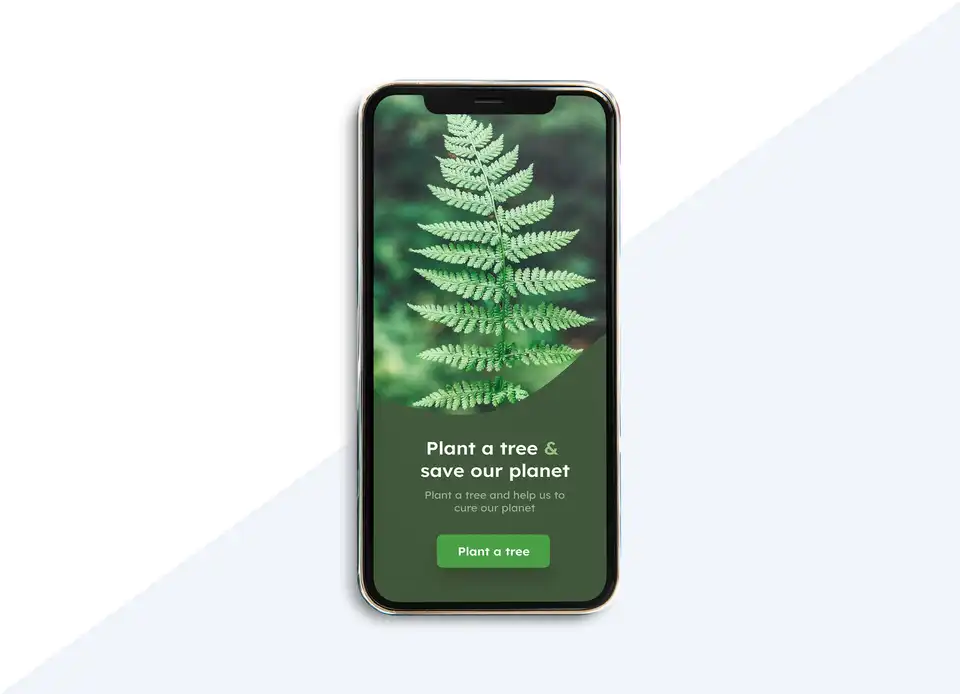 Plant a tree &
save our planet
Plant a tree and help us to
cure our planet
Plant a tree